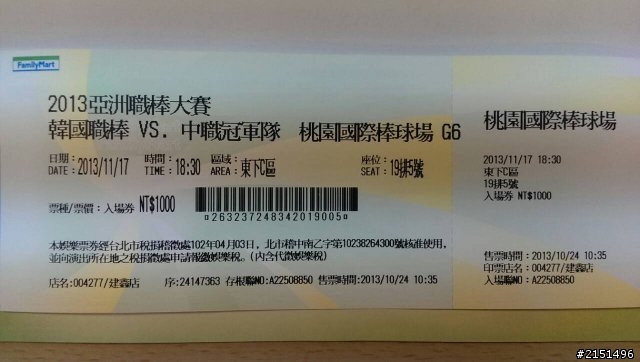 FamilyMart
2013亞洲職棒大賽
韓國職棒 VS. 中職冠軍隊 桃園國際棒球場 G6
日期: 時間: 區域: 座位:
DATE: 2013/11/17 TIME: 18:30 AREA: 東下C區 SEAT: 19排5號
票種/票價: 入場券 NT$1000
0263237248342019005
本娛樂票券經台北市稅捐稽徵處102年04月03日,北市稽中南乙字第10238264300號核准使用,
並向演出所在地之稅捐徵處申請報繳娛樂稅。(內含代徵娛樂稅)
店名:004277/建鑫店 序:24147363 存根聯NO:A22508850 售票時間:2013/10/24 10:35
桃園國際棒球場
2013/11/17 18:30
東下C區
19排5號
入場券 NT$1000
售票時間:2013/10/24 10:35
印票店名:004277/建鑫店
入場聯NO:A22508850
#2151496